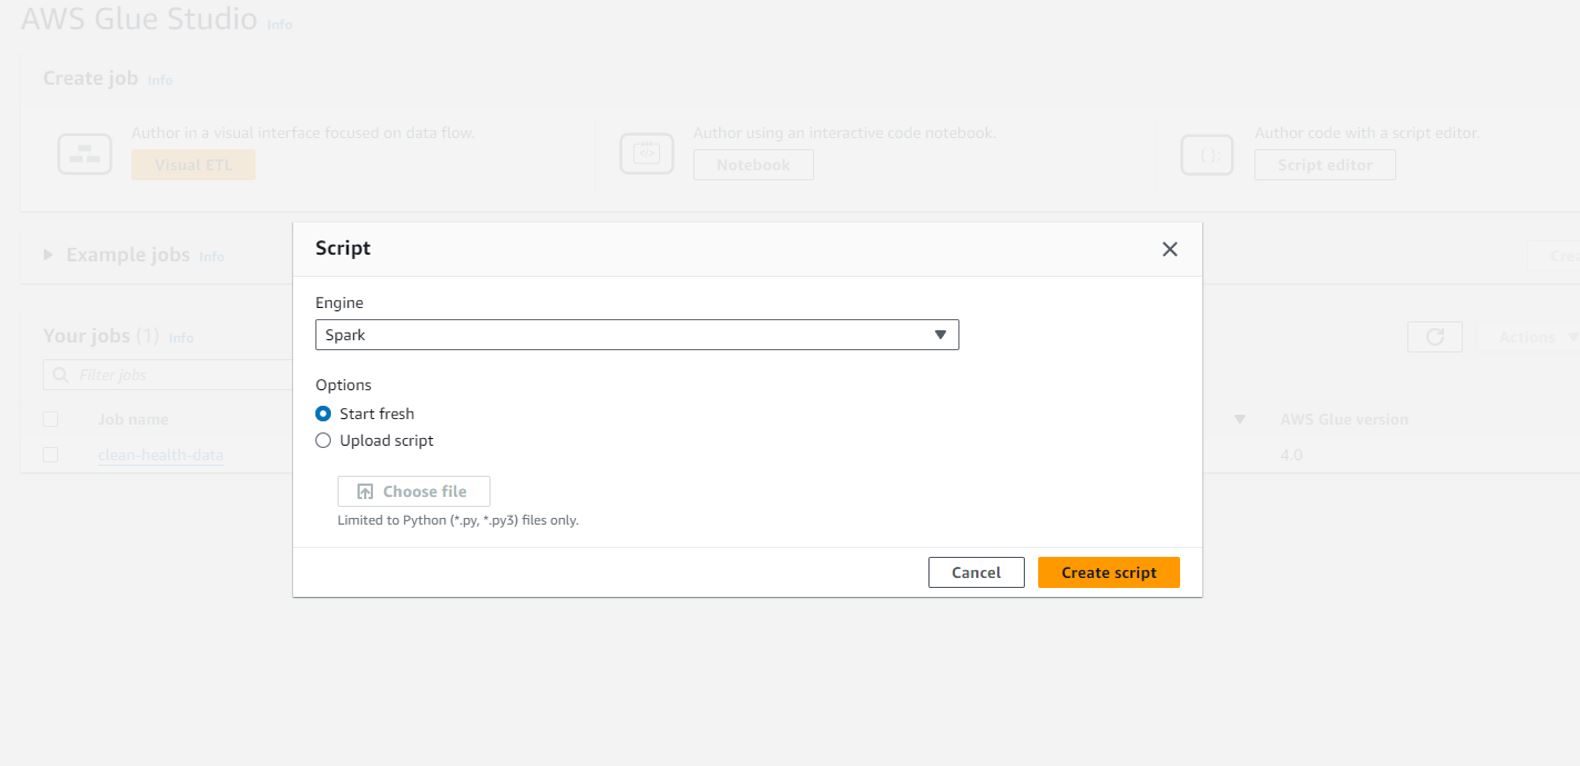 AWS Glue Studio Info
Create job Info
Author in a visual interface focused on data flow.
Visual ETL
Author using an interactive code notebook.
</>
Notebook
Author code with a script editor.
{ };
Script editor
Example jobs Info
Your jobs (1) Info
Actions
Filter jobs
Job name
AWS Glue version
clean-health-data
4.0
Script
Engine
Spark
Options
Start fresh
Upload script
Choose file
Limited to Python (*.py, *.py3) files only.
Cancel
Create script